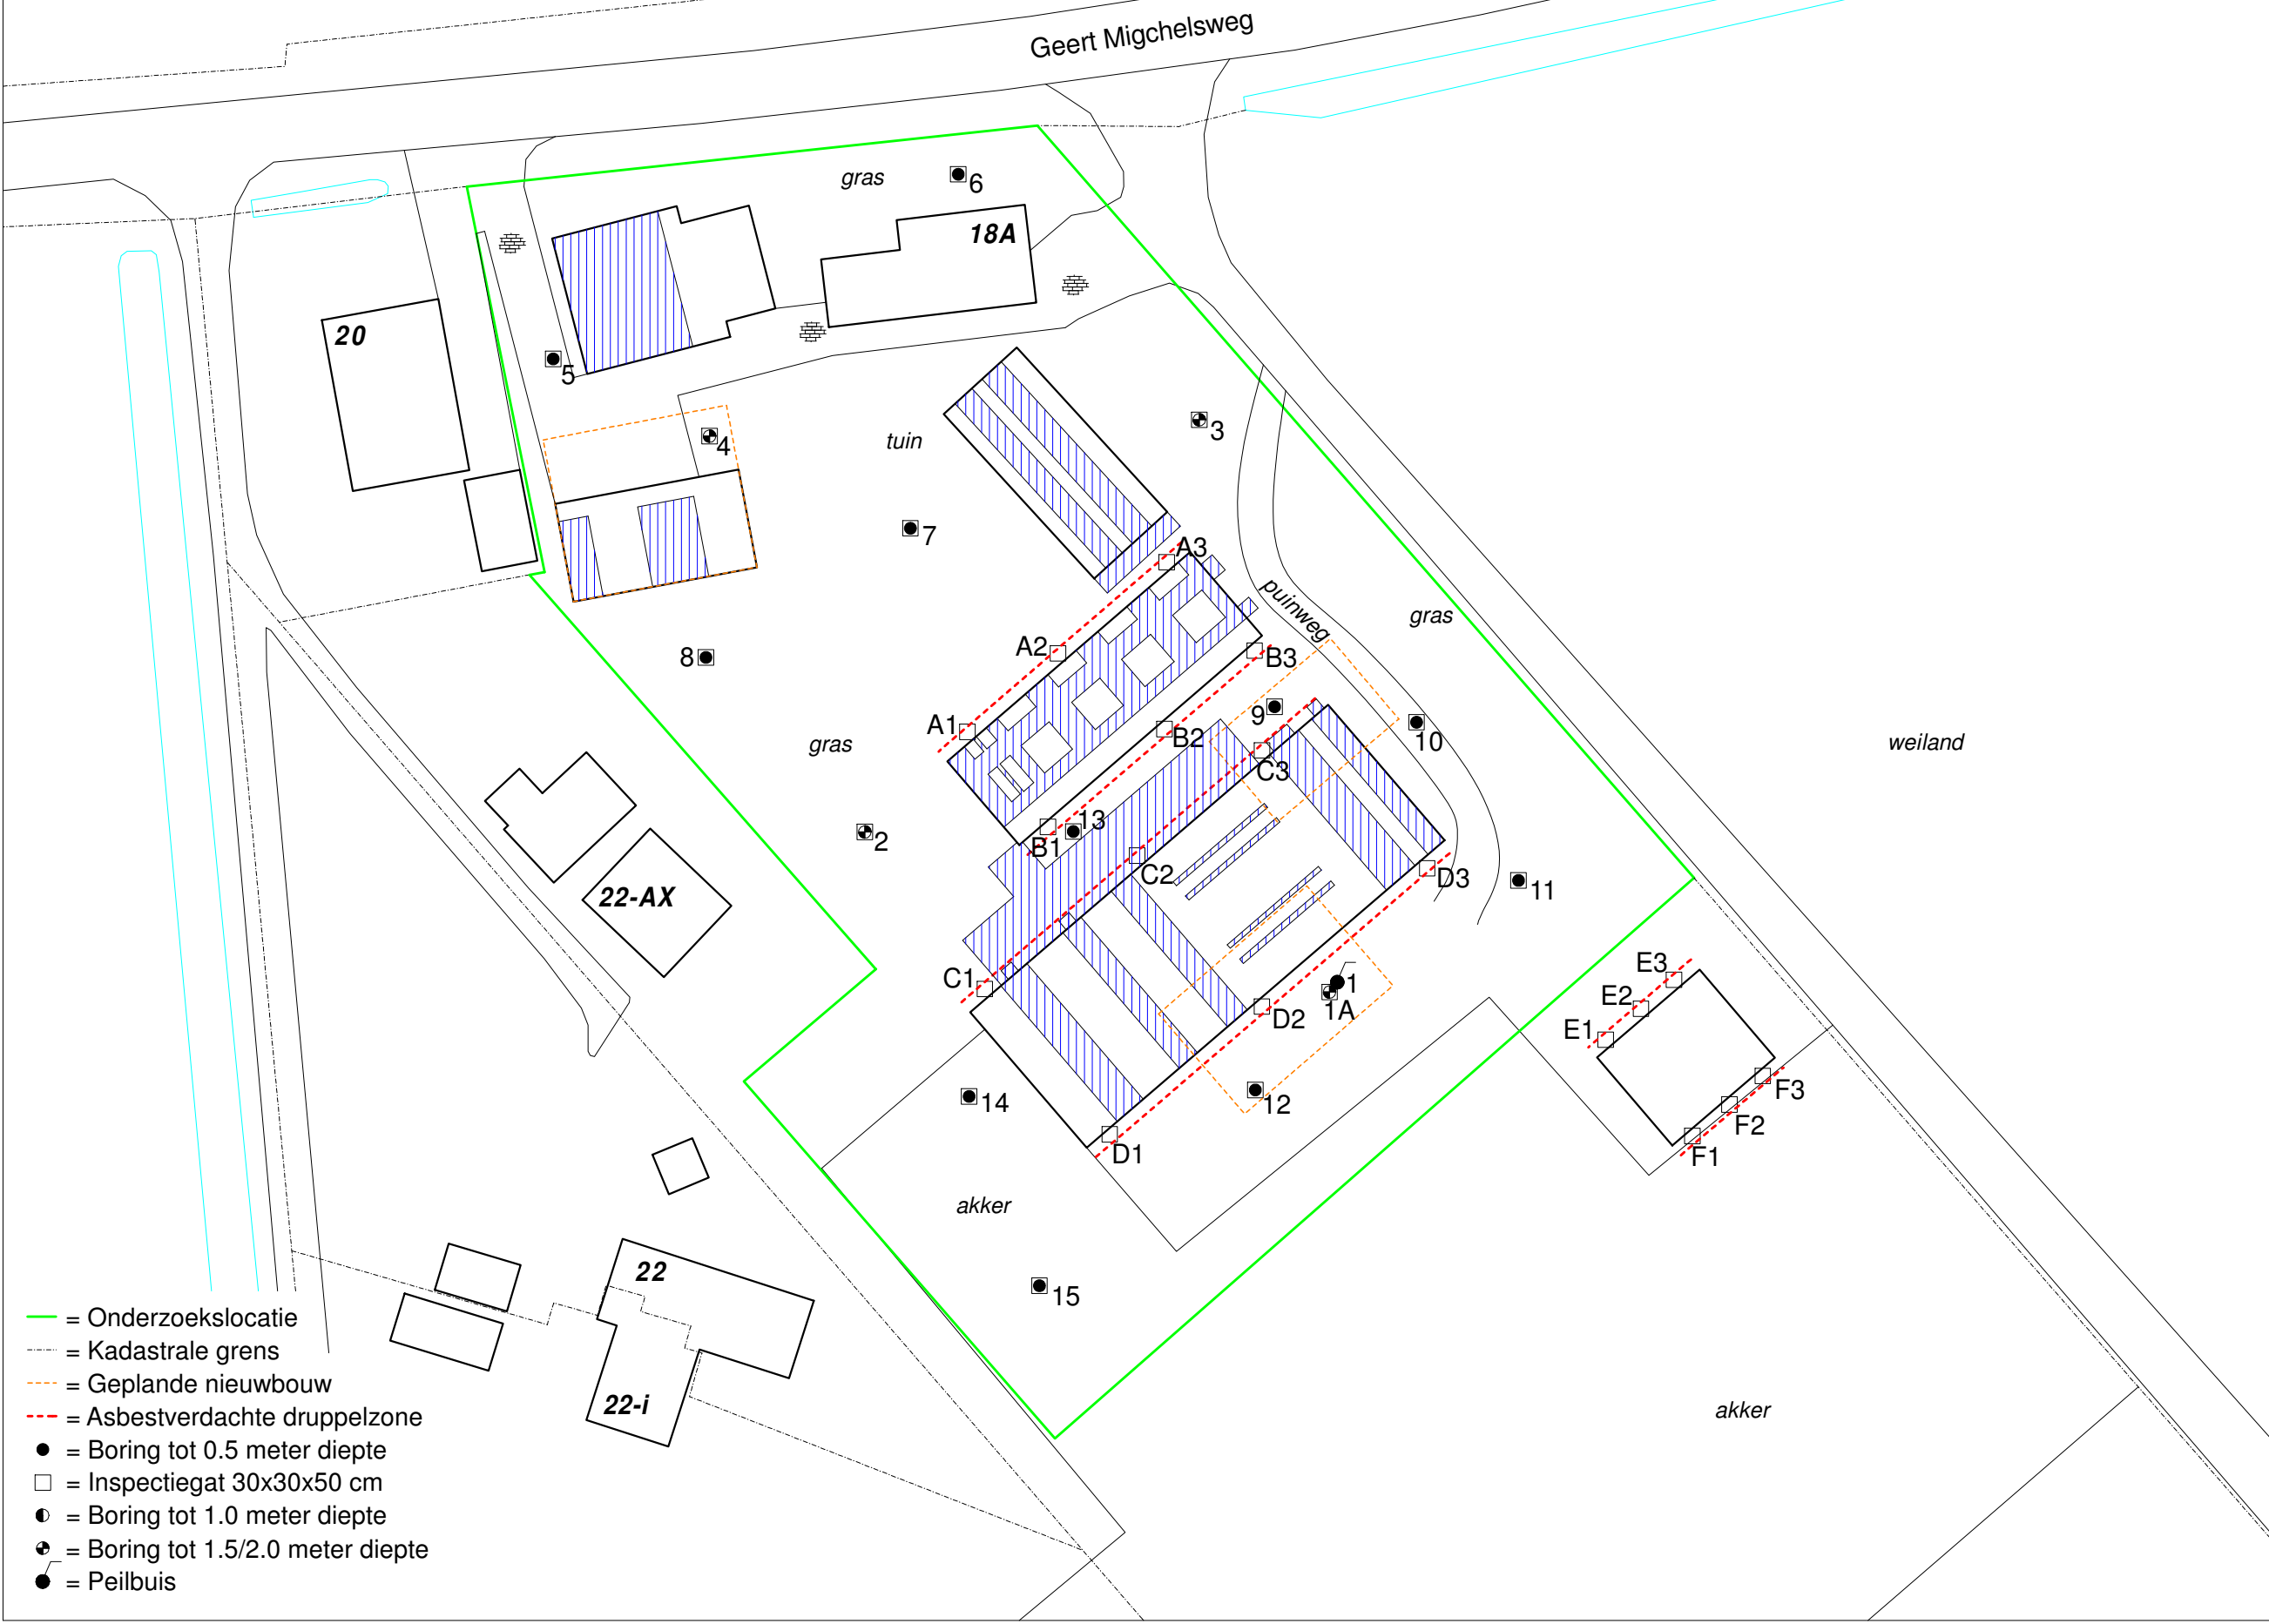 Geert Migchelsweg
gras
6
18A
20
5
4
tuin
3
7
A3
puinweg
gras
8
A2
B3
A1
9
B2
10
gras
C3
weiland
2
13
B1
C2
D3
11
22-AX
C1
1
1A
D2
E3
E2
E1
14
12
F3
F2
D1
F1
akker
22
15
22-i
akker
= Onderzoekslocatie
= Kadastrale grens
= Geplande nieuwbouw
= Asbestverdachte druppelzone
= Boring tot 0.5 meter diepte
= Inspectiegat 30x30x50 cm
= Boring tot 1.0 meter diepte
= Boring tot 1.5/2.0 meter diepte
= Peilbuis